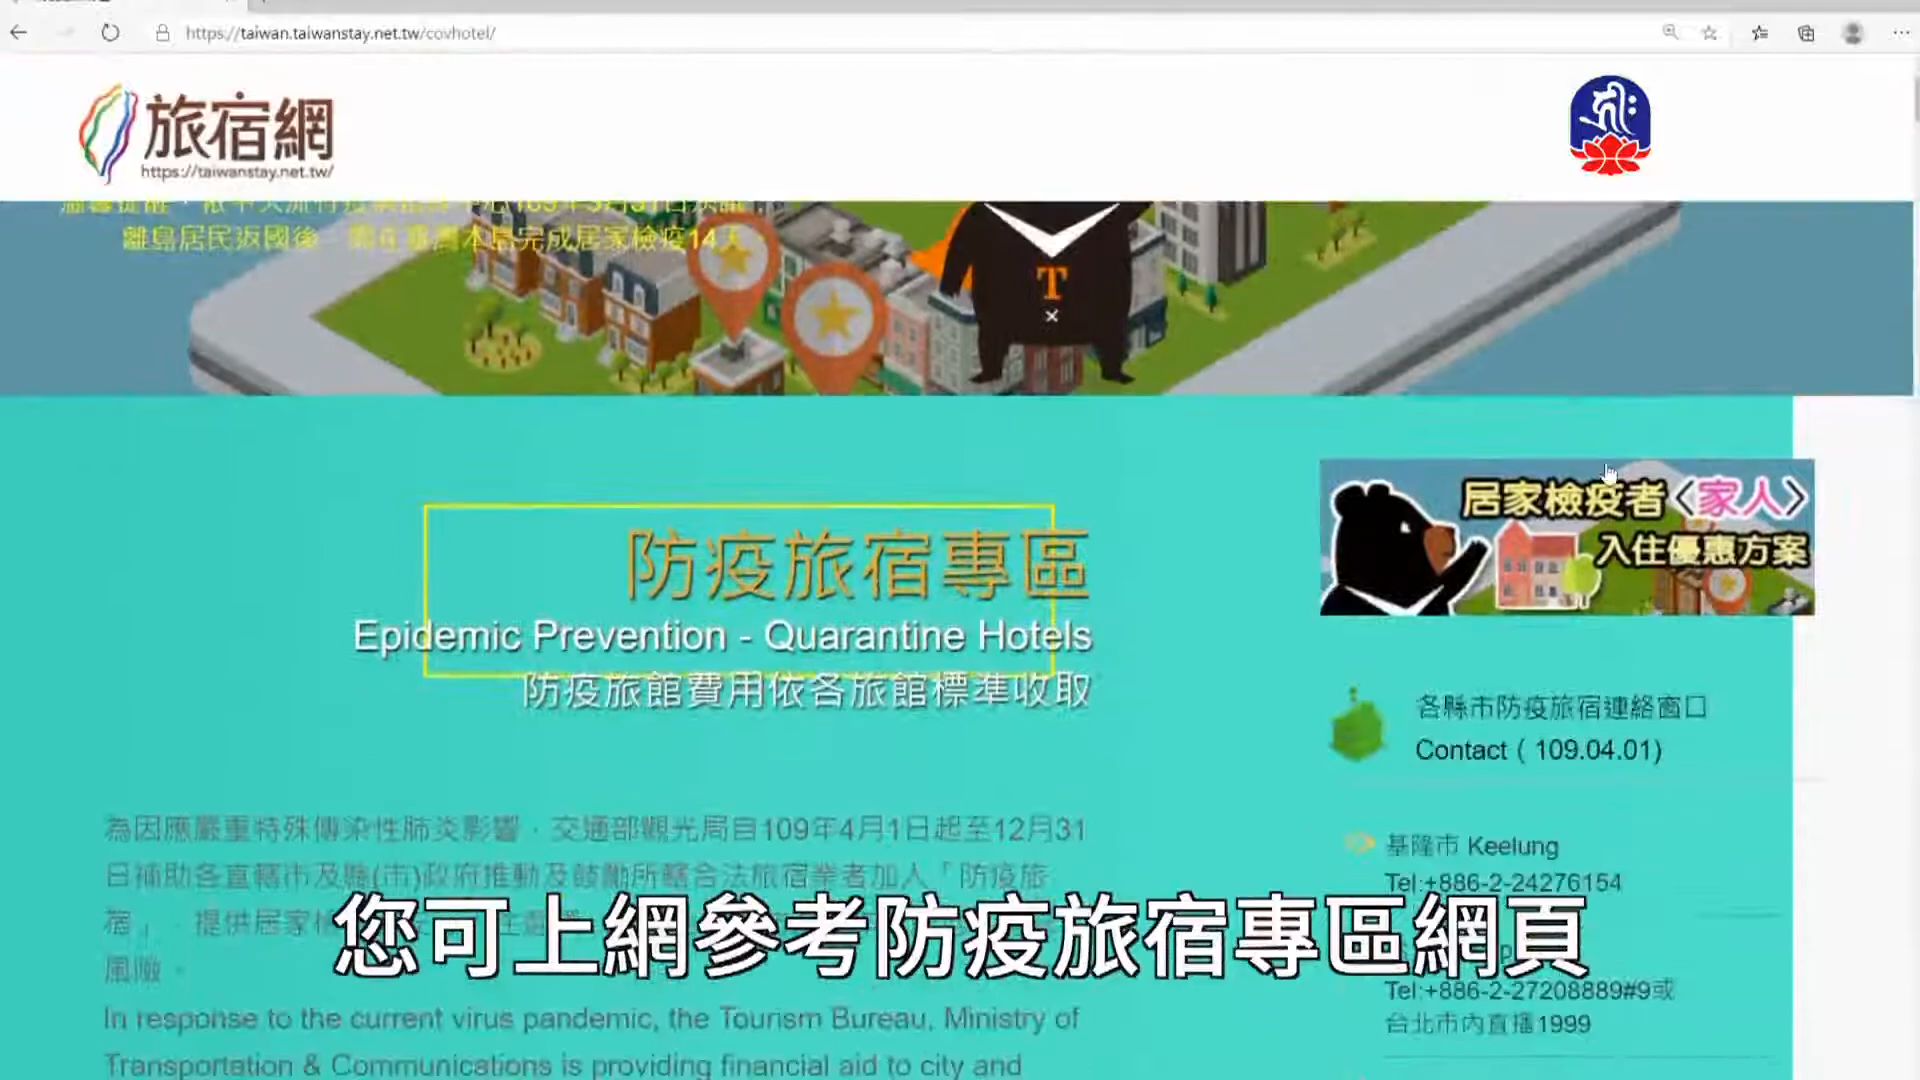 https://taiwan.taiwanstay.net.tw/covhotel/
旅宿網
https://taiwanstay.net.tw/
離島居民返國後
本島完成居家檢疫14天
T
居家檢疫者〈家人〉
入住優惠方案
防疫旅宿專區
Epidemic Prevention - Quarantine Hotels
防疫旅館費用依各旅館標準收取
各縣市防疫旅宿連絡窗口
Contact ( 109.04.01)
為因應嚴重特殊傳染性肺炎影響，交通部觀光局自109年4月1日起至12月31
日補助各直轄市及縣(市)政府推動及鼓勵所轄合法旅宿業者加入「防疫旅
宿」，提供居家檢
風險。
In response to the current virus pandemic, the Tourism Bureau, Ministry of
Transportation & Communications is providing financial aid to city and
基隆市 Keelung
Tel:+886-2-24276154
Tel:+886-2-27208889#9或
台北市內直播1999
您可上網參考防疫旅宿專區網頁